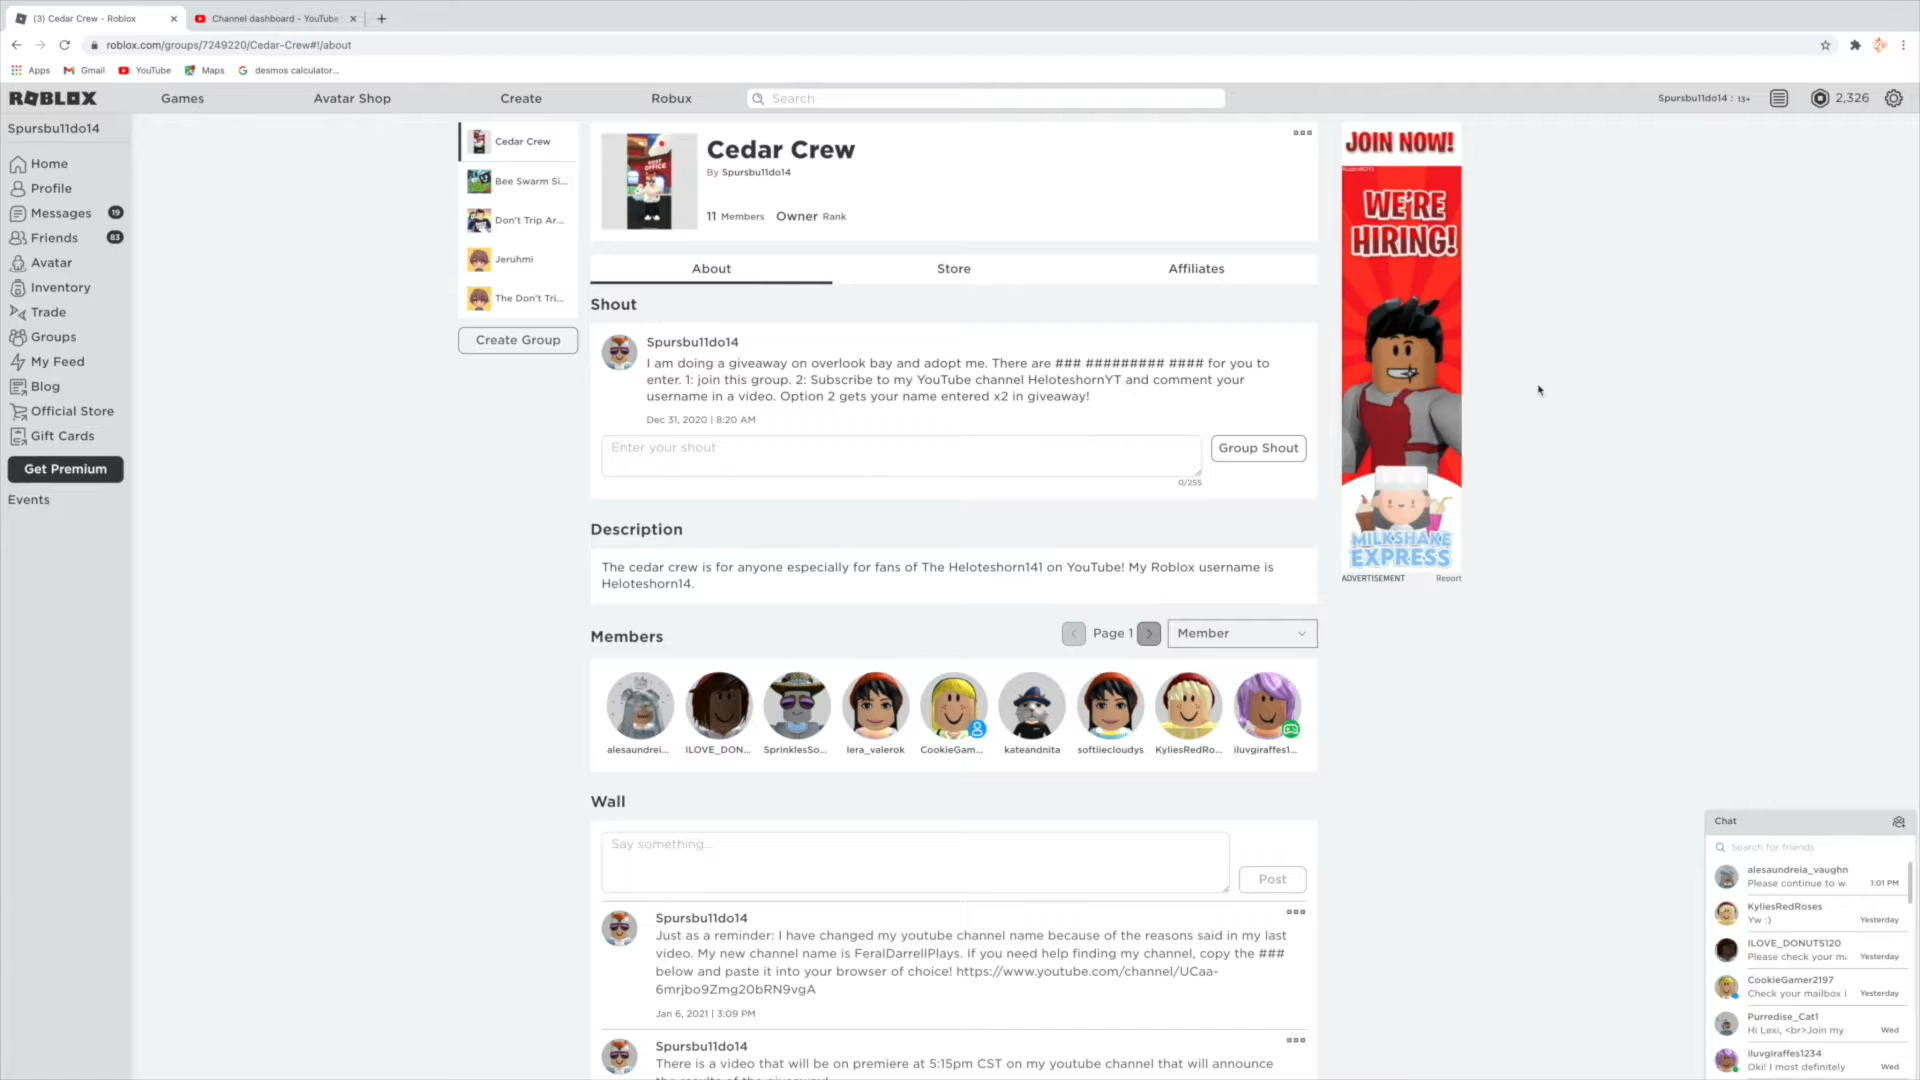 (3) Cedar Crew - Roblox
Channel dashboard - YouTube
roblox.com/groups/7249220/Cedar-Crew#!/about
Apps
Gmail
YouTube
Maps
desmos calculator...
ROBLOX
Games
Avatar Shop
Create
Robux
Search
Spursbu11do14 : 13+
2,326
Spursbu11do14
Home
Profile
Messages 19
Friends 83
Avatar
Inventory
Trade
Groups
My Feed
Blog
Official Store
Gift Cards
Get Premium
Events
Cedar Crew
Bee Swarm Si...
Don't Trip Ar...
Jeruhmi
The Don't Tri...
Create Group
POST OFFICE
Cedar Crew
By Spursbu11do14
11 Members Owner Rank
About
Store
Affiliates
Shout
Spursbu11do14
I am doing a giveaway on overlook bay and adopt me. There are ### ######### #### for you to
enter. 1: join this group. 2: Subscribe to my YouTube channel HeloteshornYT and comment your
username in a video. Option 2 gets your name entered x2 in giveaway!
Dec 31, 2020 | 8:20 AM
Enter your shout
Group Shout
0/255
Description
The cedar crew is for anyone especially for fans of The Heloteshorn141 on YouTube! My Roblox username is
Heloteshorn14.
Members
Page 1
Member
alesaundrei...
ILOVE_DON...
SprinklesSo...
lera_valerok
CookieGam...
kateandnita
softiiecloudys
KyliesRedRo...
iluvgiraffes1...
Wall
Say something...
Post
Spursbu11do14
Just as a reminder: I have changed my youtube channel name because of the reasons said in my last
video. My new channel name is FeralDarrellPlays. If you need help finding my channel, copy the ###
below and paste it into your browser of choice! https://www.youtube.com/channel/UCaa-
6mrjbo9Zmg20bRN9vgA
Jan 6, 2021 | 3:09 PM
Spursbu11do14
There is a video that will be on premiere at 5:15pm CST on my youtube channel that will announce
the results of the giveaway!
JOIN NOW!
WE'RE
HIRING!
MILKSHAKE
EXPRESS
ADVERTISEMENT
Report
Chat
Search for friends
alesaundreia_vaughn
Please continue to w 1:01 PM
KyliesRedRoses
Yw :) Yesterday
ILOVE_DONUTS120
Please check your ma Yesterday
CookieGamer2197
Check your mailbox i Yesterday
Purredise_Cat1
Hi Lexi, <br>Join my Wed
iluvgiraffes1234
Oki! I most definitely Wed